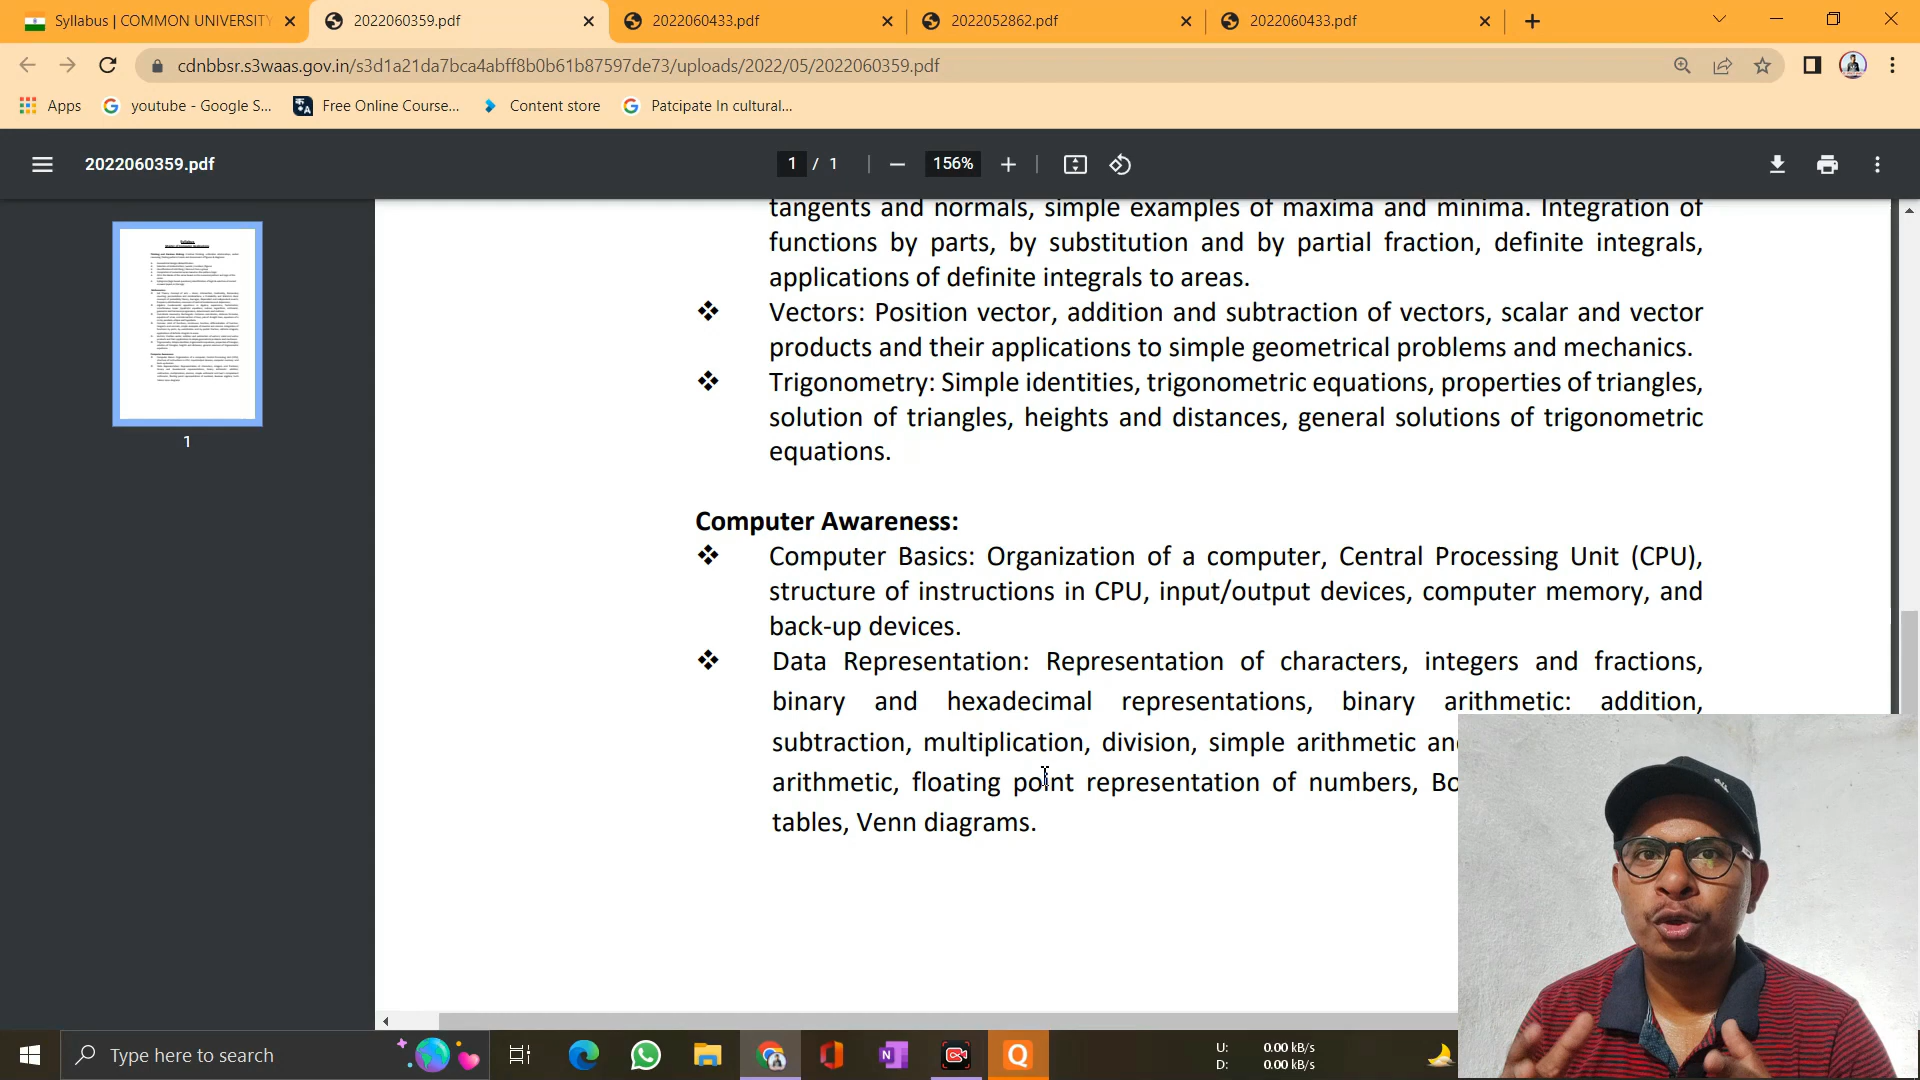 Syllabus | COMMON UNIVERSITY
2022060359.pdf
2022060433.pdf
2022052862.pdf
2022060433.pdf
cdnbbsr.s3waas.gov.in/s3d1a21da7bca4abff8b0b61b87597de73/uploads/2022/05/2022060359.pdf
Apps
youtube - Google S...
Free Online Course...
Content store
Patcipate In cultural...
2022060359.pdf
1 / 1
156%
tangents and normals, simple examples of maxima and minima. Integration of
functions by parts, by substitution and by partial fraction, definite integrals,
applications of definite integrals to areas.
❖ Vectors: Position vector, addition and subtraction of vectors, scalar and vector
products and their applications to simple geometrical problems and mechanics.
❖ Trigonometry: Simple identities, trigonometric equations, properties of triangles,
solution of triangles, heights and distances, general solutions of trigonometric
equations.
Computer Awareness:
❖ Computer Basics: Organization of a computer, Central Processing Unit (CPU),
structure of instructions in CPU, input/output devices, computer memory, and
back-up devices.
❖ Data Representation: Representation of characters, integers and fractions,
binary and hexadecimal representations, binary arithmetic: addition,
subtraction, multiplication, division, simple arithmetic
arithmetic, floating point representation of numbers,
tables, Venn diagrams.
1
Type here to search
U: 0.00 kB/s
D: 0.00 kB/s